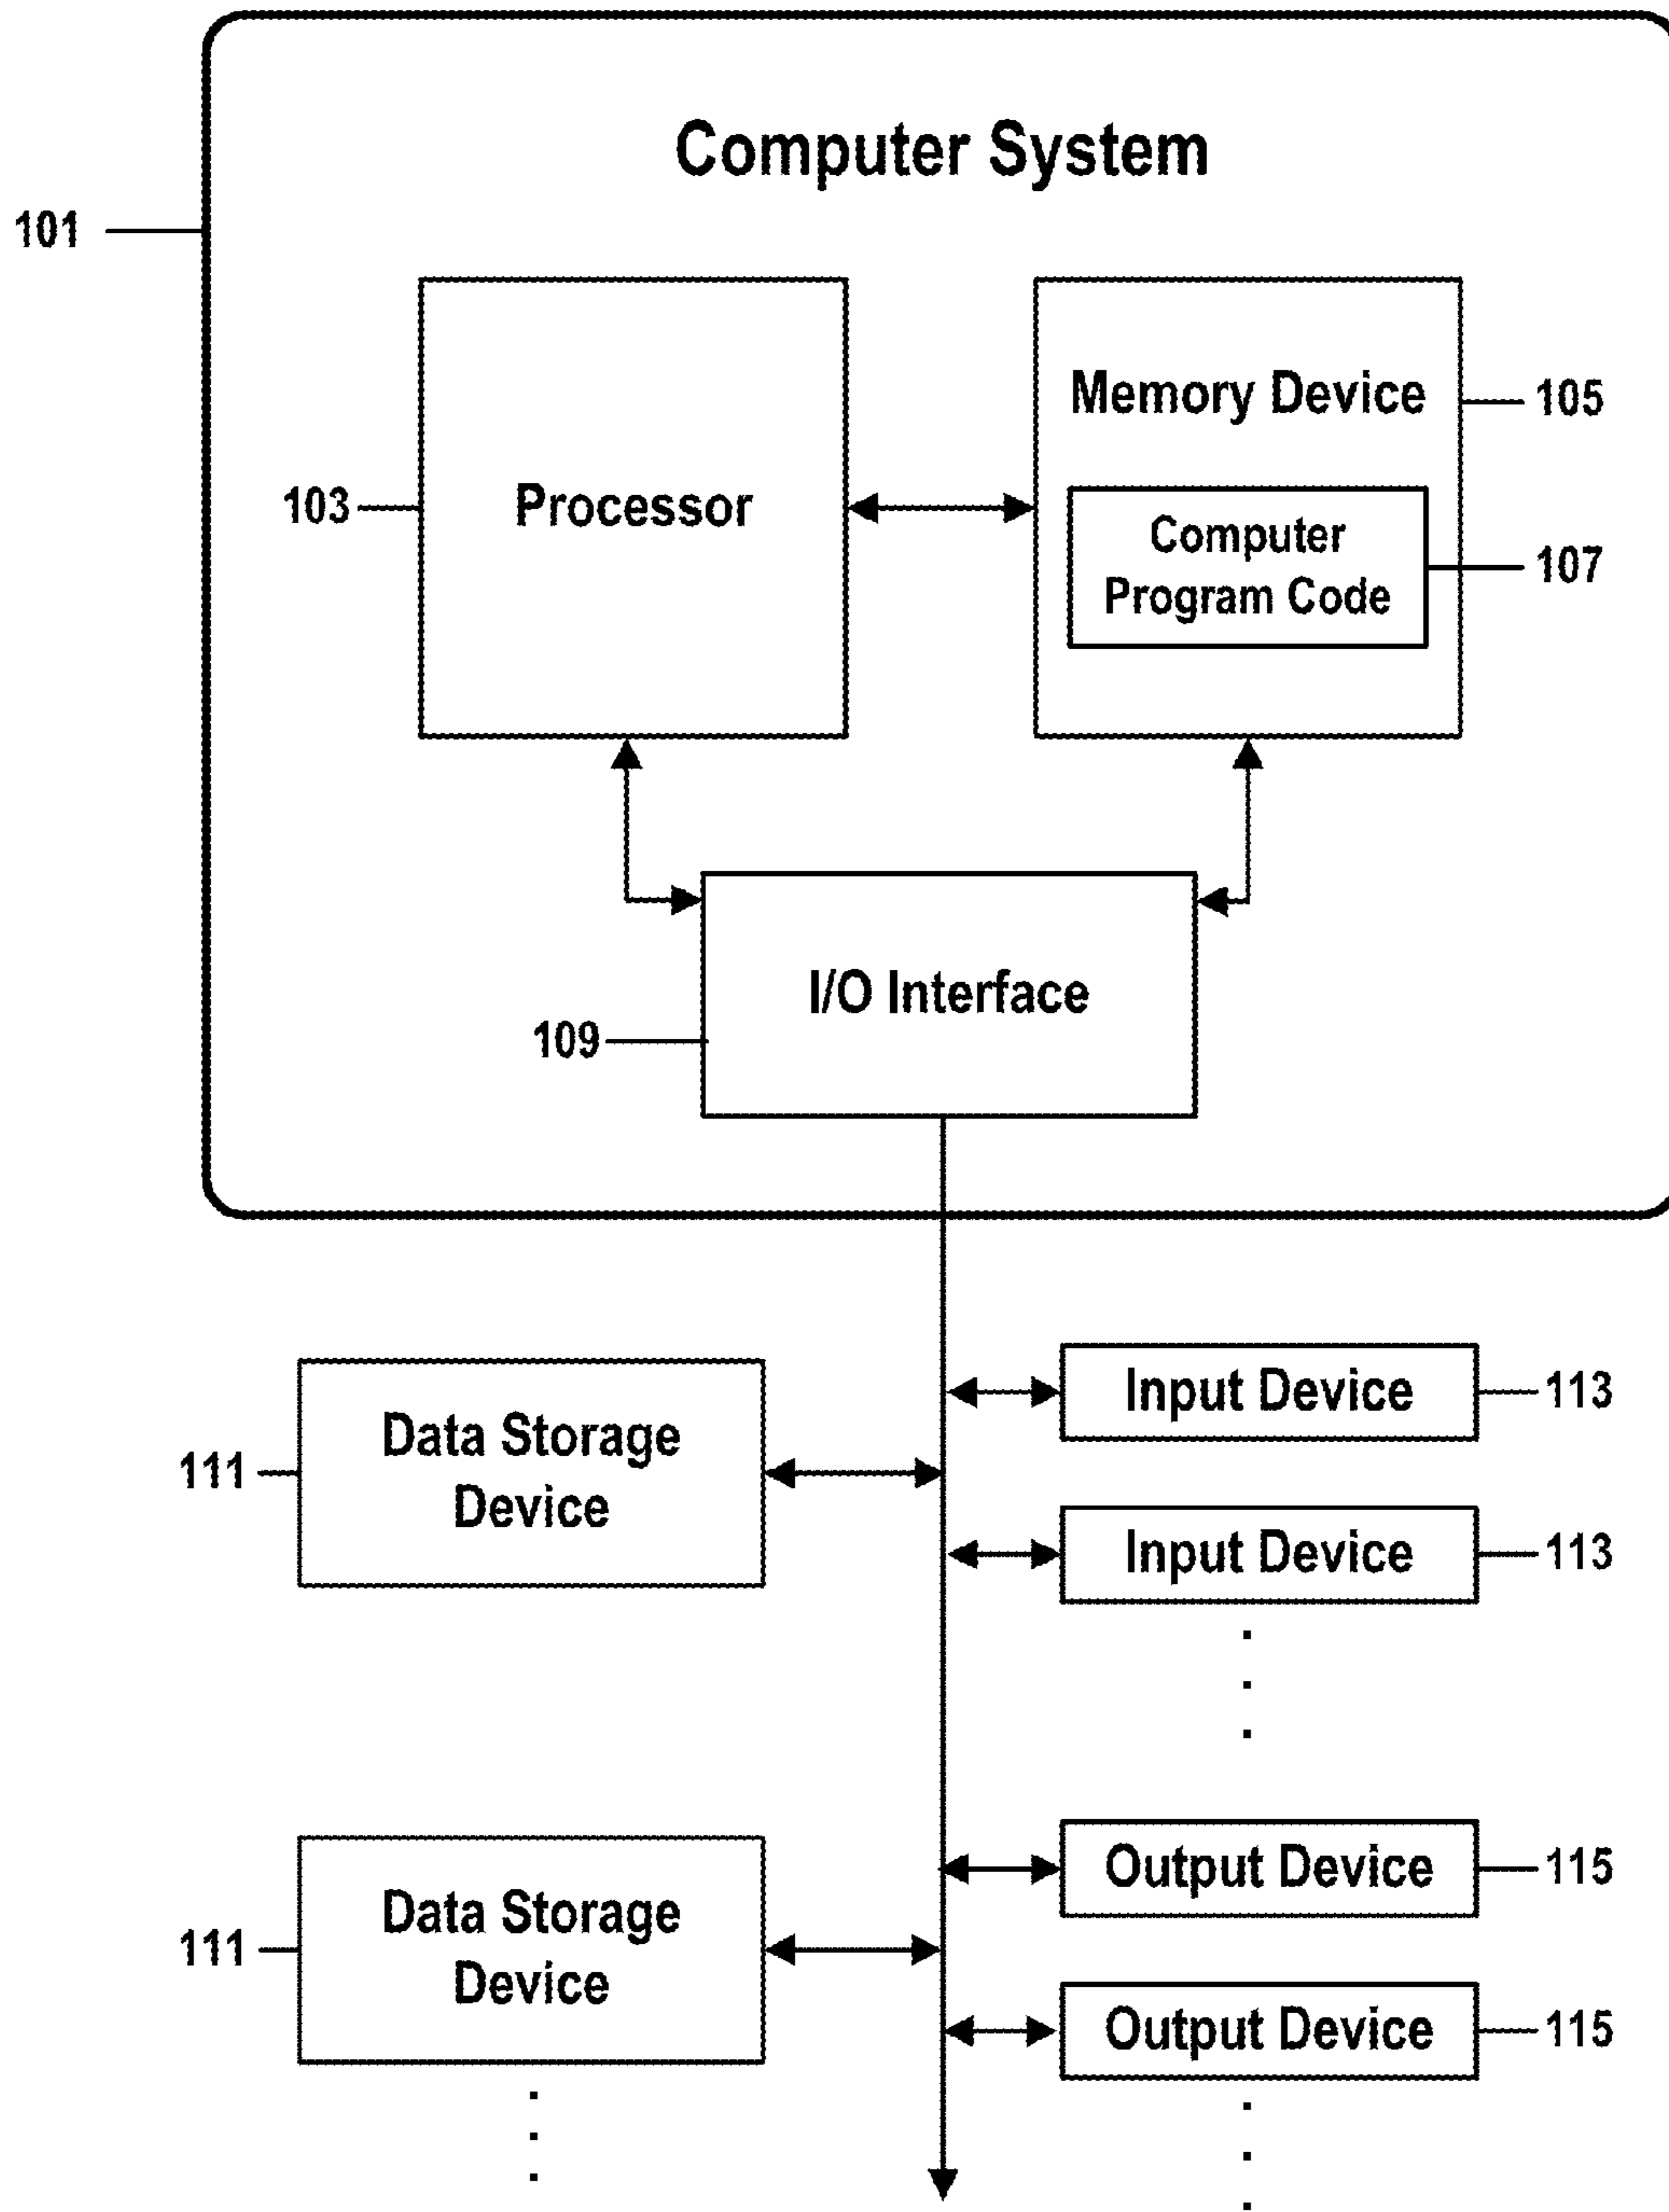 Computer System
101
Processor
103
Memory Device
105
Computer
Program Code
107
I/O Interface
109
Data Storage
Device
111
Input Device
113
Input Device
113
Data Storage
Device
111
Output Device
115
Output Device
115